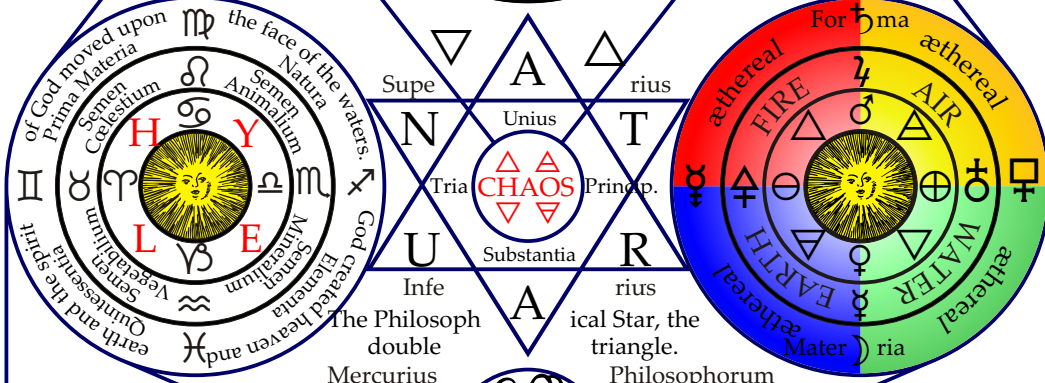 God created heaven and earth and the spirit of God moved upon the face of the waters.
Elementa
Quintessentia
Prima Materia
Natura
Semen
Cœlestium
Semen
Animalium
Semen
Vegetabilium
Semen
Mineralium
♍
♌
♋
H Y
♊ ♉ ♈ ♎ ♏ ♐
L E
♑
♒
♓
▽ △
A
Supe rius
N T
Unius
△ 🜁
Tria CHAOS Princip.
▽ 🜃
U R
Substantia
Infe rius
A
The Philosoph ical Star, the
double triangle.
Mercurius Philosophorum
For ♄ ma
æthereal æthereal
♃
FIRE AIR
♂
△ 🜁
☿ 🜍 ⊖ ⊕ ♁
🜃 ▽
♀
EARTH WATER
☿
æthereal æthereal
Mater ☽ ria